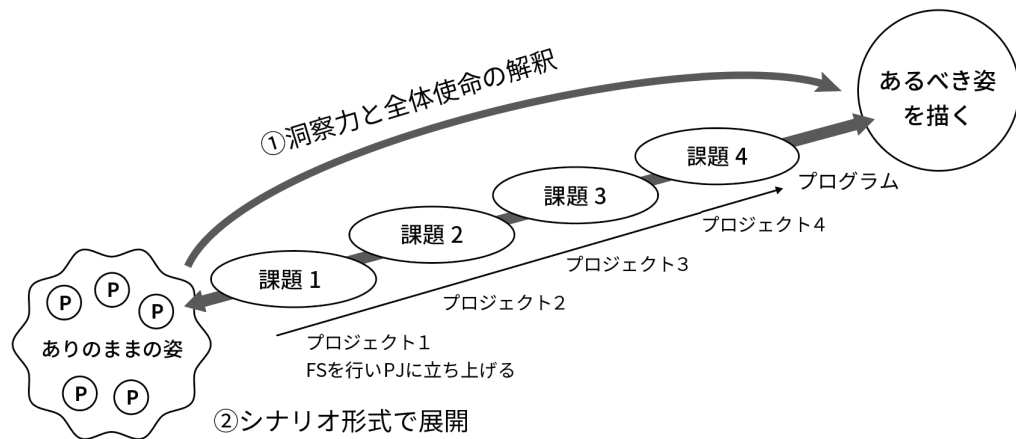 ①洞察力と全体使命の解釈
あるべき姿
を描く
課題 4
課題 3
課題 2
課題 1
プログラム
プロジェクト4
プロジェクト3
プロジェクト2
プロジェクト1
FSを行いPJに立ち上げる
P
P
P
ありのままの姿
P
P
②シナリオ形式で展開